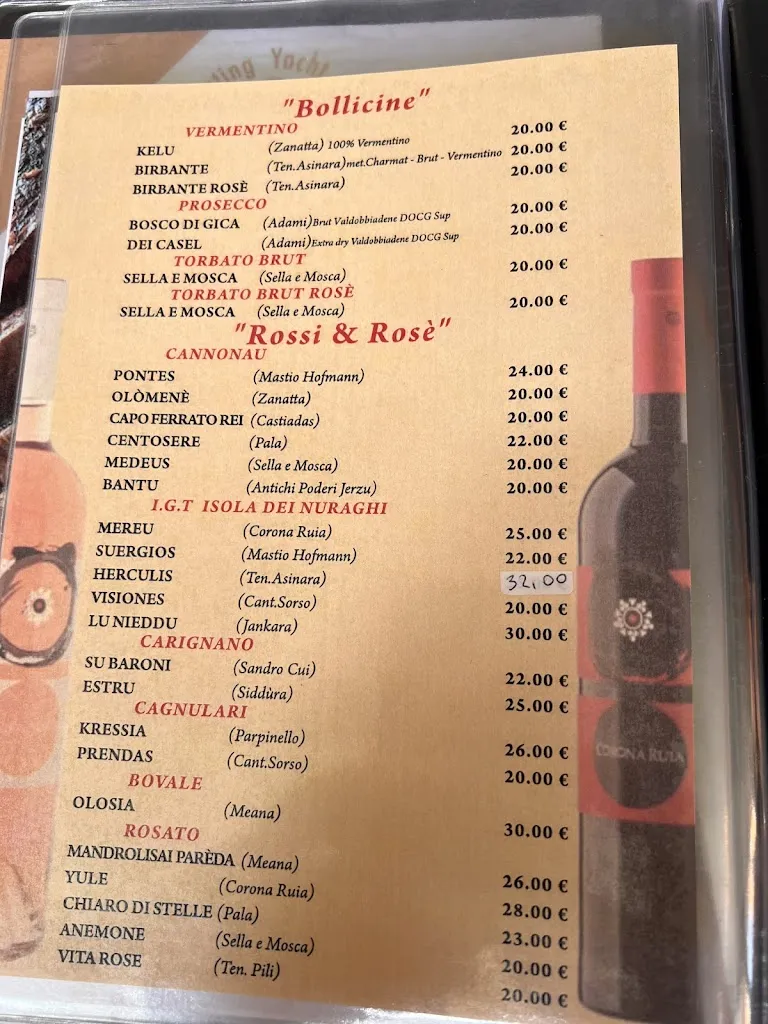 ting Yacht
"Bollicine"
VERMENTINO
KELU (Zanatta) 100% Vermentino 20.00 €
BIRBANTE (Ten.Asinara)met.Charmat - Brut - Vermentino 20.00 €
BIRBANTE ROSÈ (Ten.Asinara) 20.00 €
PROSECCO
BOSCO DI GICA (Adami)Brut Valdobbiadene DOCG Sup 20.00 €
DEI CASEL (Adami)Extra dry Valdobbiadene DOCG Sup 20.00 €
TORBATO BRUT
SELLA E MOSCA (Sella e Mosca) 20.00 €
TORBATO BRUT ROSÈ
SELLA E MOSCA (Sella e Mosca) 20.00 €
"Rossi & Rosè"
CANNONAU
PONTES (Mastio Hofmann) 24.00 €
OLÒMENÈ (Zanatta) 20.00 €
CAPO FERRATO REI (Castiadas) 20.00 €
CENTOSERE (Pala) 22.00 €
MEDEUS (Sella e Mosca) 20.00 €
BANTU (Antichi Poderi Jerzu) 20.00 €
I.G.T ISOLA DEI NURAGHI
MEREU (Corona Ruia) 25.00 €
SUERGIOS (Mastio Hofmann) 22.00 €
HERCULIS (Ten.Asinara) 32,00
VISIONES (Cant.Sorso) 20.00 €
LU NIEDDU (Jankara) 30.00 €
CARIGNANO
SU BARONI (Sandro Cui) 22.00 €
ESTRU (Siddùra) 25.00 €
CAGNULARI
KRESSIA (Parpinello) 26.00 €
PRENDAS (Cant.Sorso) 20.00 €
BOVALE
OLOSIA (Meana) 30.00 €
ROSATO
MANDROLISAI PARÈDA (Meana) 26.00 €
YULE (Corona Ruia) 28.00 €
CHIARO DI STELLE (Pala) 23.00 €
ANEMONE (Sella e Mosca) 20.00 €
VITA ROSE (Ten. Pili) 20.00 €
CORONA RUIA